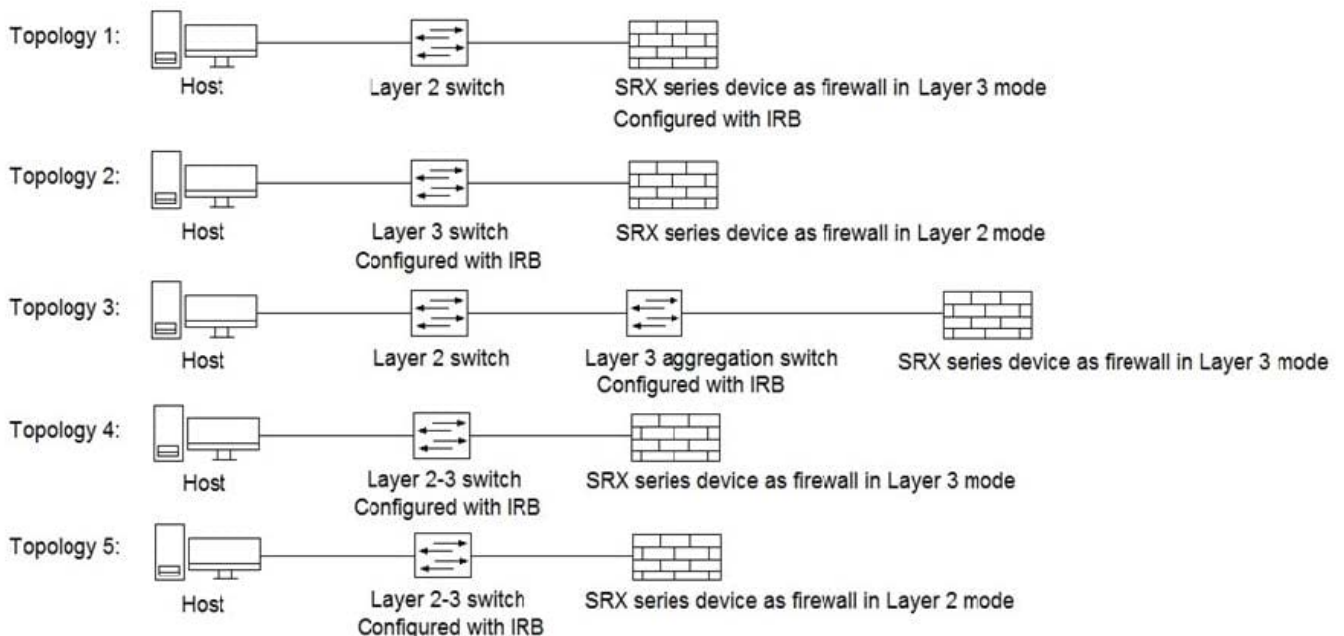 Topology 1:
Host
Layer 2 switch
SRX series device as firewall in Layer 3 mode
Configured with IRB
Topology 2:
Host
Layer 3 switch
Configured with IRB
SRX series device as firewall in Layer 2 mode
Topology 3:
Host
Layer 2 switch
Layer 3 aggregation switch
Configured with IRB
SRX series device as firewall in Layer 3 mode
Topology 4:
Host
Layer 2-3 switch
Configured with IRB
SRX series device as firewall in Layer 3 mode
Topology 5:
Host
Layer 2-3 switch
Configured with IRB
SRX series device as firewall in Layer 2 mode